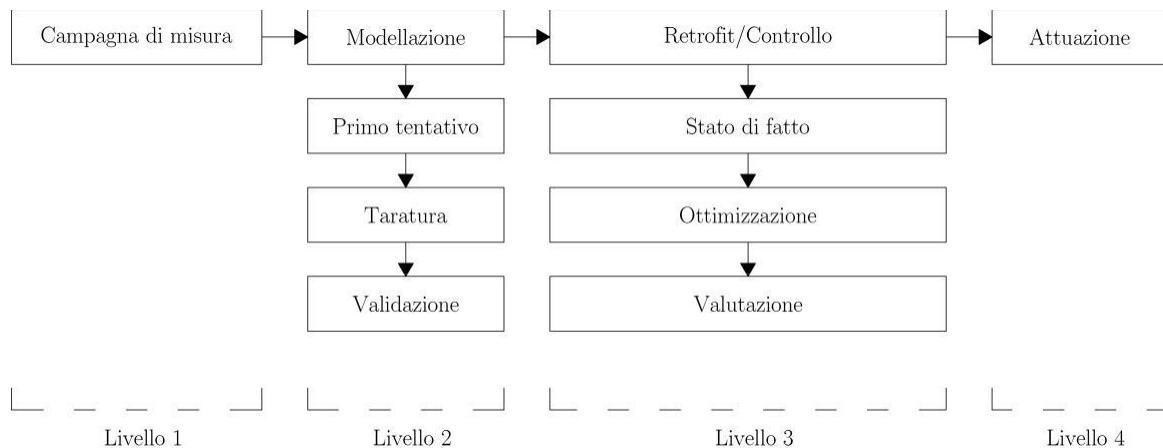 Campagna di misura
Modellazione
Retrofit/Controllo
Attuazione
Primo tentativo
Stato di fatto
Taratura
Ottimizzazione
Validazione
Valutazione
Livello 1
Livello 2
Livello 3
Livello 4